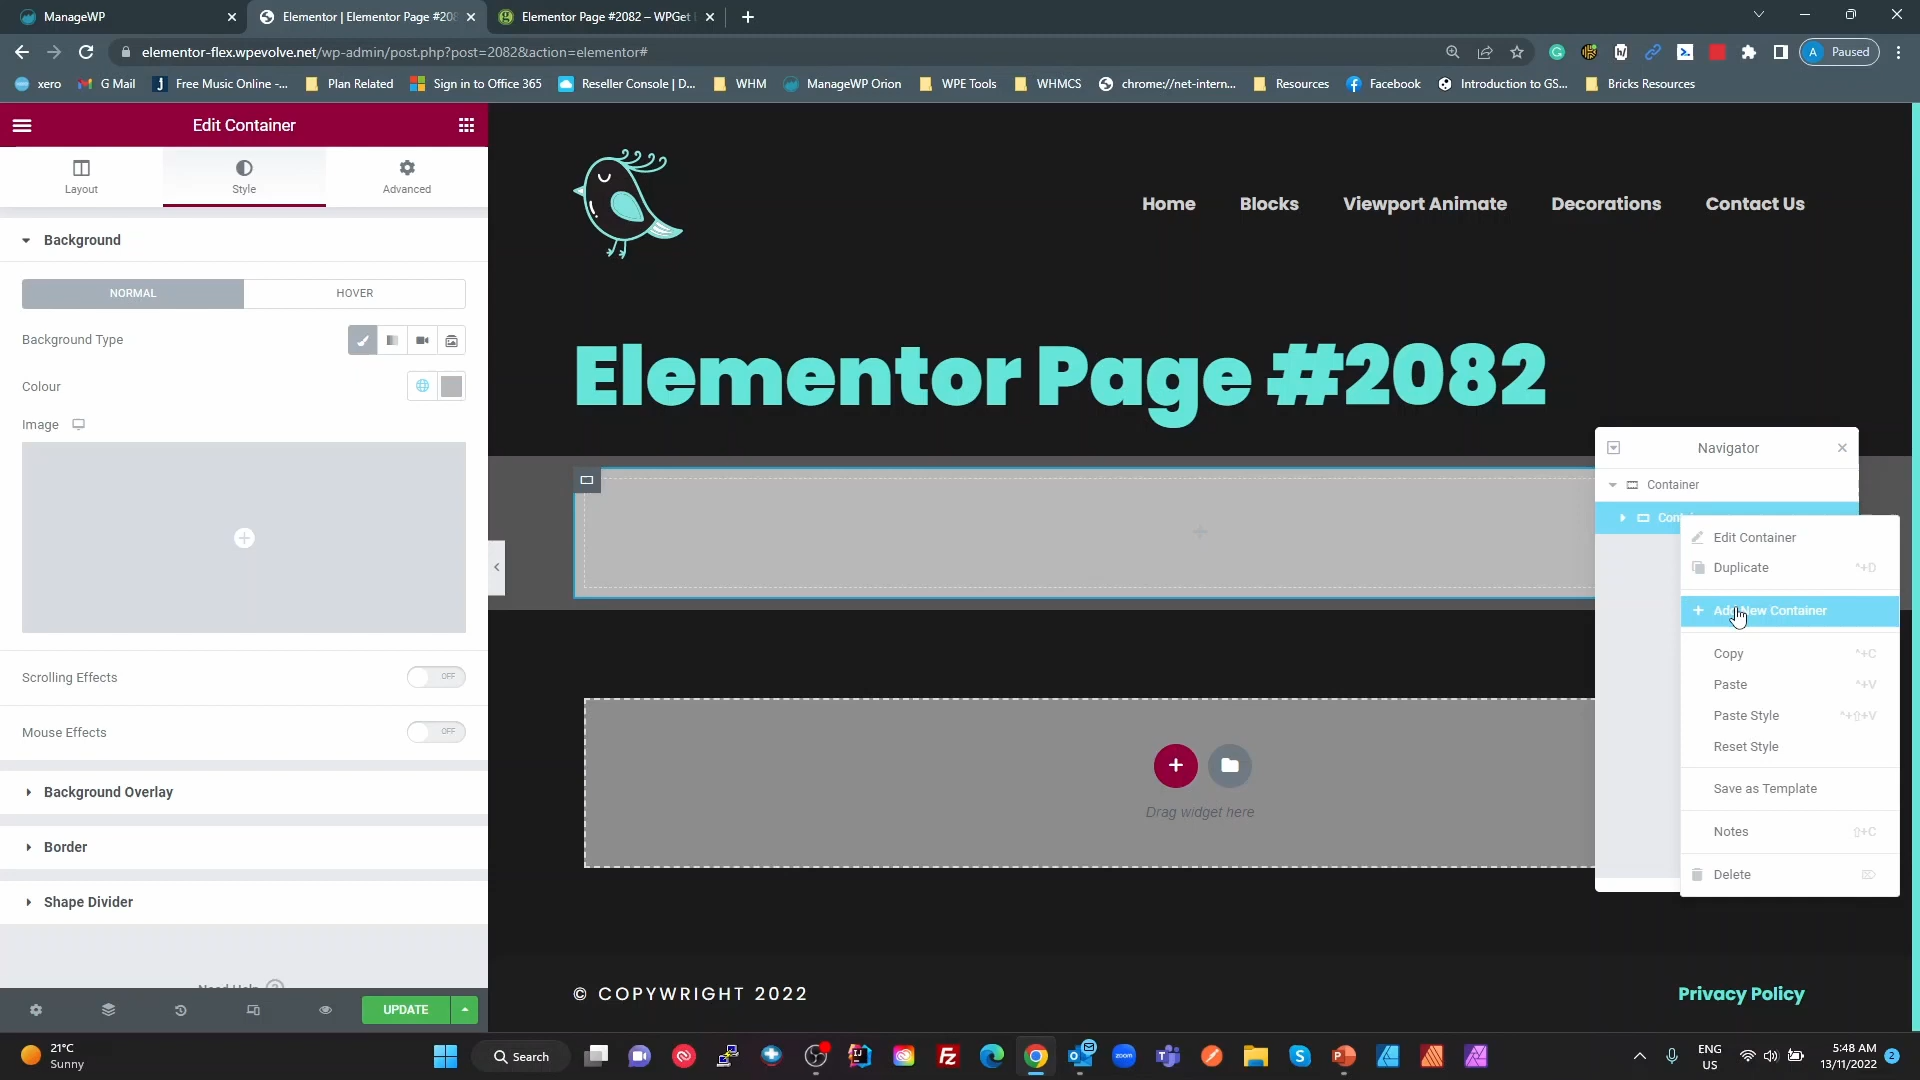 ManageWP
Elementor | Elementor Page #208
Elementor Page #2082 – WPGet
elementor-flex.wpevolve.net/wp-admin/post.php?post=2082&action=elementor#
A Paused
xero
G Mail
Free Music Online -...
Plan Related
Sign in to Office 365
Reseller Console | D...
WHM
ManageWP Orion
WPE Tools
WHMCS
chrome://net-intern...
Resources
Facebook
Introduction to GS...
Bricks Resources
Edit Container
Layout
Style
Advanced
Background
NORMAL
HOVER
Background Type
Colour
Image
Scrolling Effects
OFF
Mouse Effects
OFF
Background Overlay
Border
Shape Divider
UPDATE
Home
Blocks
Viewport Animate
Decorations
Contact Us
Elementor Page #2082
Drag widget here
© COPYWRIGHT 2022
Privacy Policy
Navigator
Container
Edit Container
Duplicate ^+D
Add New Container
Copy ^+C
Paste ^+V
Paste Style ^+⇧+V
Reset Style
Save as Template
Notes ⇧+C
Delete ⌦
21°C
Sunny
Search
zoom
ENG
US
5:48 AM
13/11/2022
2